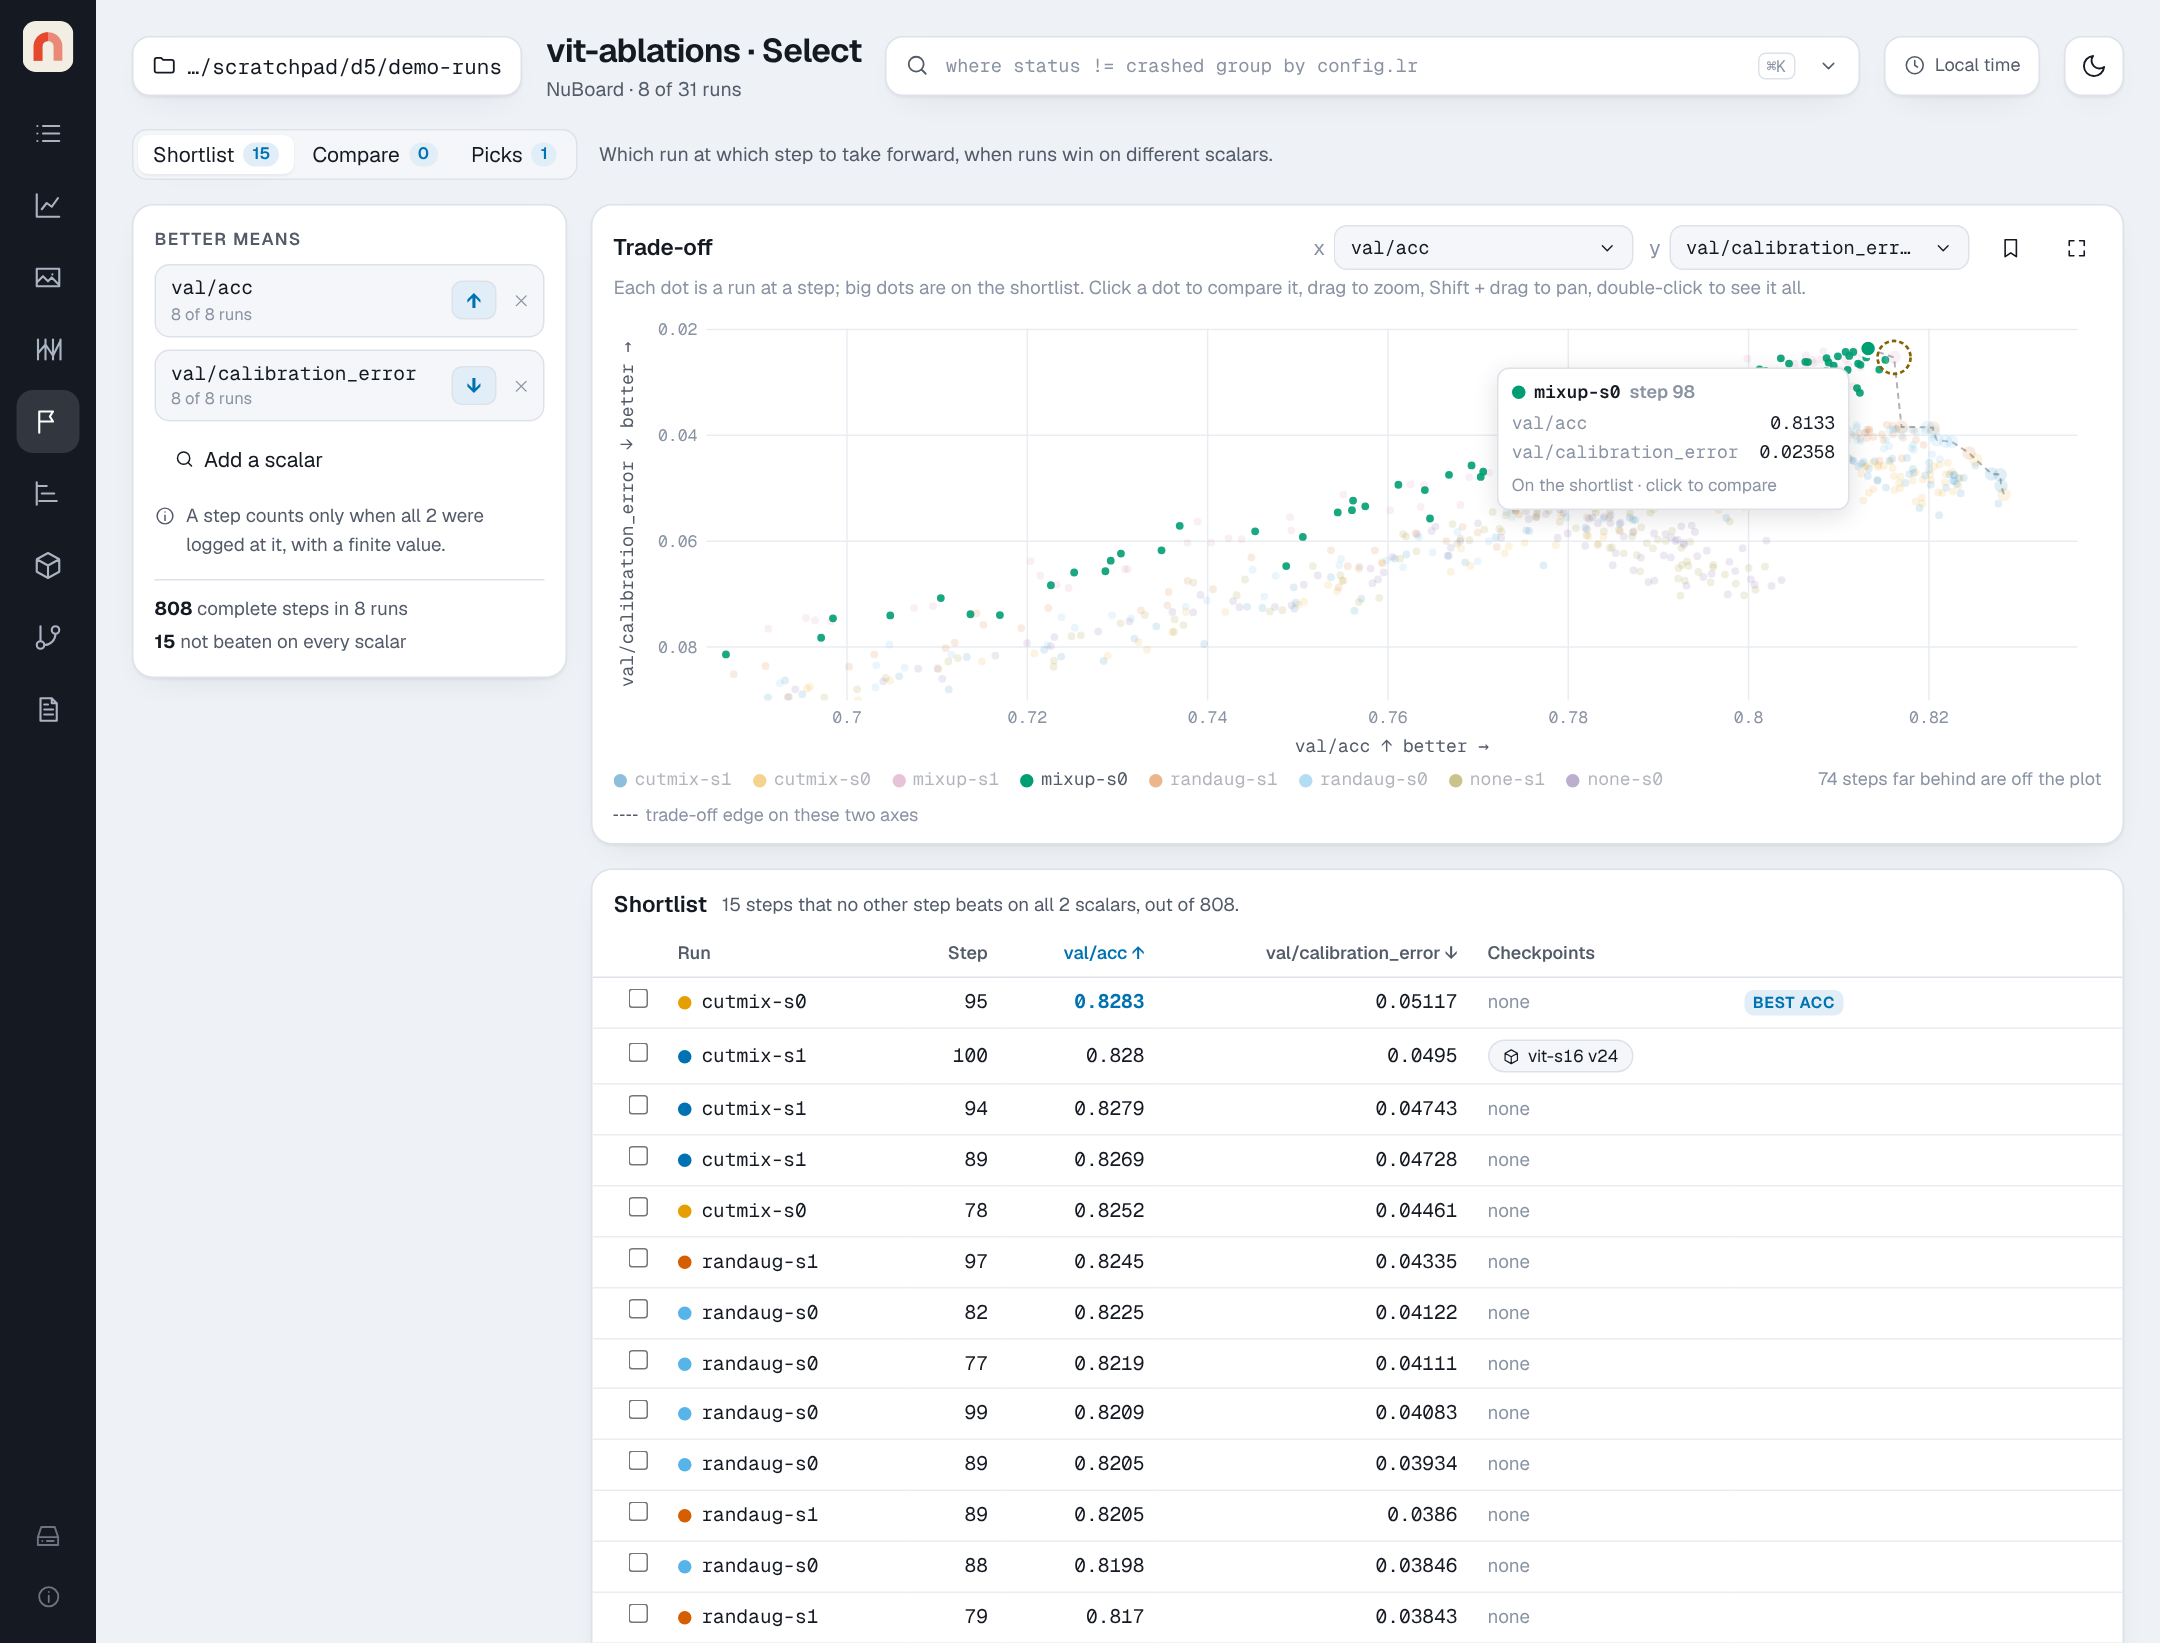 …/scratchpad/d5/demo-runs
vit-ablations · Select
NuBoard · 8 of 31 runs
where status != crashed group by config.lr
⌘K
Local time
Shortlist 15 Compare 0 Picks 1
Which run at which step to take forward, when runs win on different scalars.
BETTER MEANS
val/acc
8 of 8 runs
val/calibration_error
8 of 8 runs
Add a scalar
A step counts only when all 2 were
logged at it, with a finite value.
808 complete steps in 8 runs
15 not beaten on every scalar
Trade-off
x val/acc
y val/calibration_err…
Each dot is a run at a step; big dots are on the shortlist. Click a dot to compare it, drag to zoom, Shift + drag to pan, double-click to see it all.
val/calibration_error ↓ better →
0.02
0.04
0.06
0.08
mixup-s0 step 98
val/acc 0.8133
val/calibration_error 0.02358
On the shortlist · click to compare
0.7 0.72 0.74 0.76 0.78 0.8 0.82
val/acc ↑ better →
cutmix-s1 cutmix-s0 mixup-s1 mixup-s0 randaug-s1 randaug-s0 none-s1 none-s0
74 steps far behind are off the plot
trade-off edge on these two axes
Shortlist 15 steps that no other step beats on all 2 scalars, out of 808.
Run Step val/acc ↑ val/calibration_error ↓ Checkpoints
cutmix-s0 95 0.8283 0.05117 none BEST ACC
cutmix-s1 100 0.828 0.0495 vit-s16 v24
cutmix-s1 94 0.8279 0.04743 none
cutmix-s1 89 0.8269 0.04728 none
cutmix-s0 78 0.8252 0.04461 none
randaug-s1 97 0.8245 0.04335 none
randaug-s0 82 0.8225 0.04122 none
randaug-s0 77 0.8219 0.04111 none
randaug-s0 99 0.8209 0.04083 none
randaug-s0 89 0.8205 0.03934 none
randaug-s1 89 0.8205 0.0386 none
randaug-s0 88 0.8198 0.03846 none
randaug-s1 79 0.817 0.03843 none